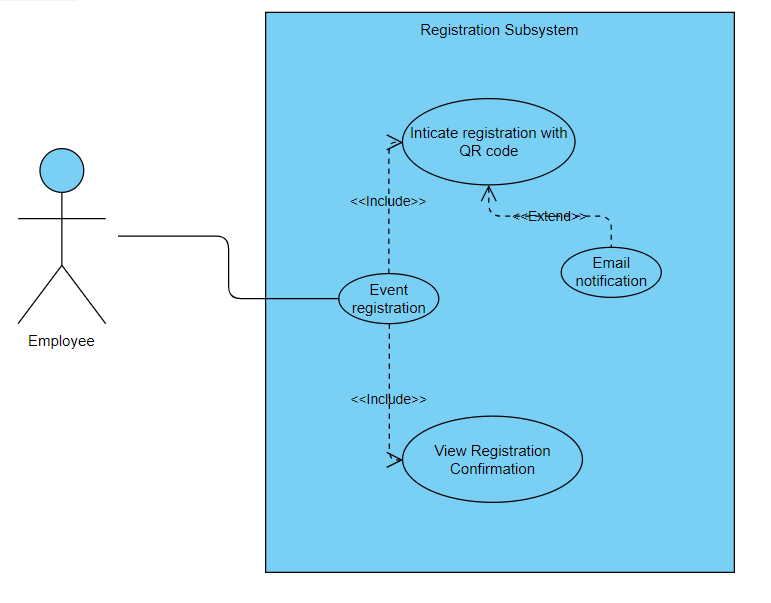 Registration Subsystem
Inticate registration with
QR code
<<Include>>
<<Extend>>
Email
notification
Event
registration
Employee
<<Include>>
View Registration
Confirmation